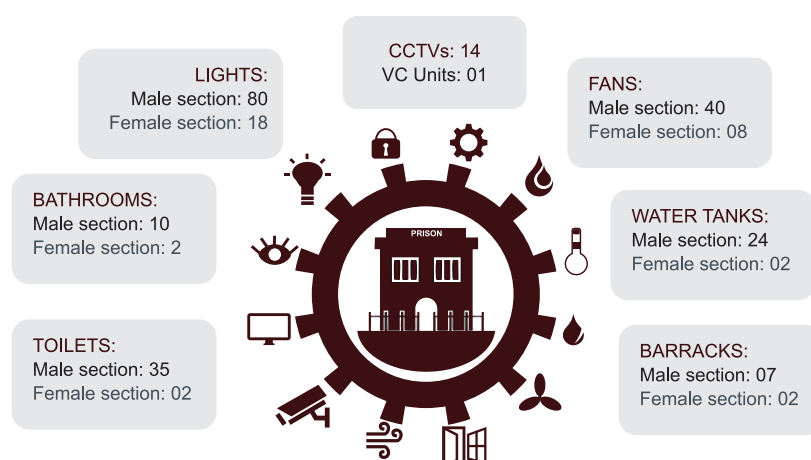 CCTVs: 14
VC Units: 01
LIGHTS:
Male section: 80
Female section: 18
FANS:
Male section: 40
Female section: 08
BATHROOMS:
Male section: 10
Female section: 2
WATER TANKS:
Male section: 24
Female section: 02
PRISON
TOILETS:
Male section: 35
Female section: 02
BARRACKS:
Male section: 07
Female section: 02